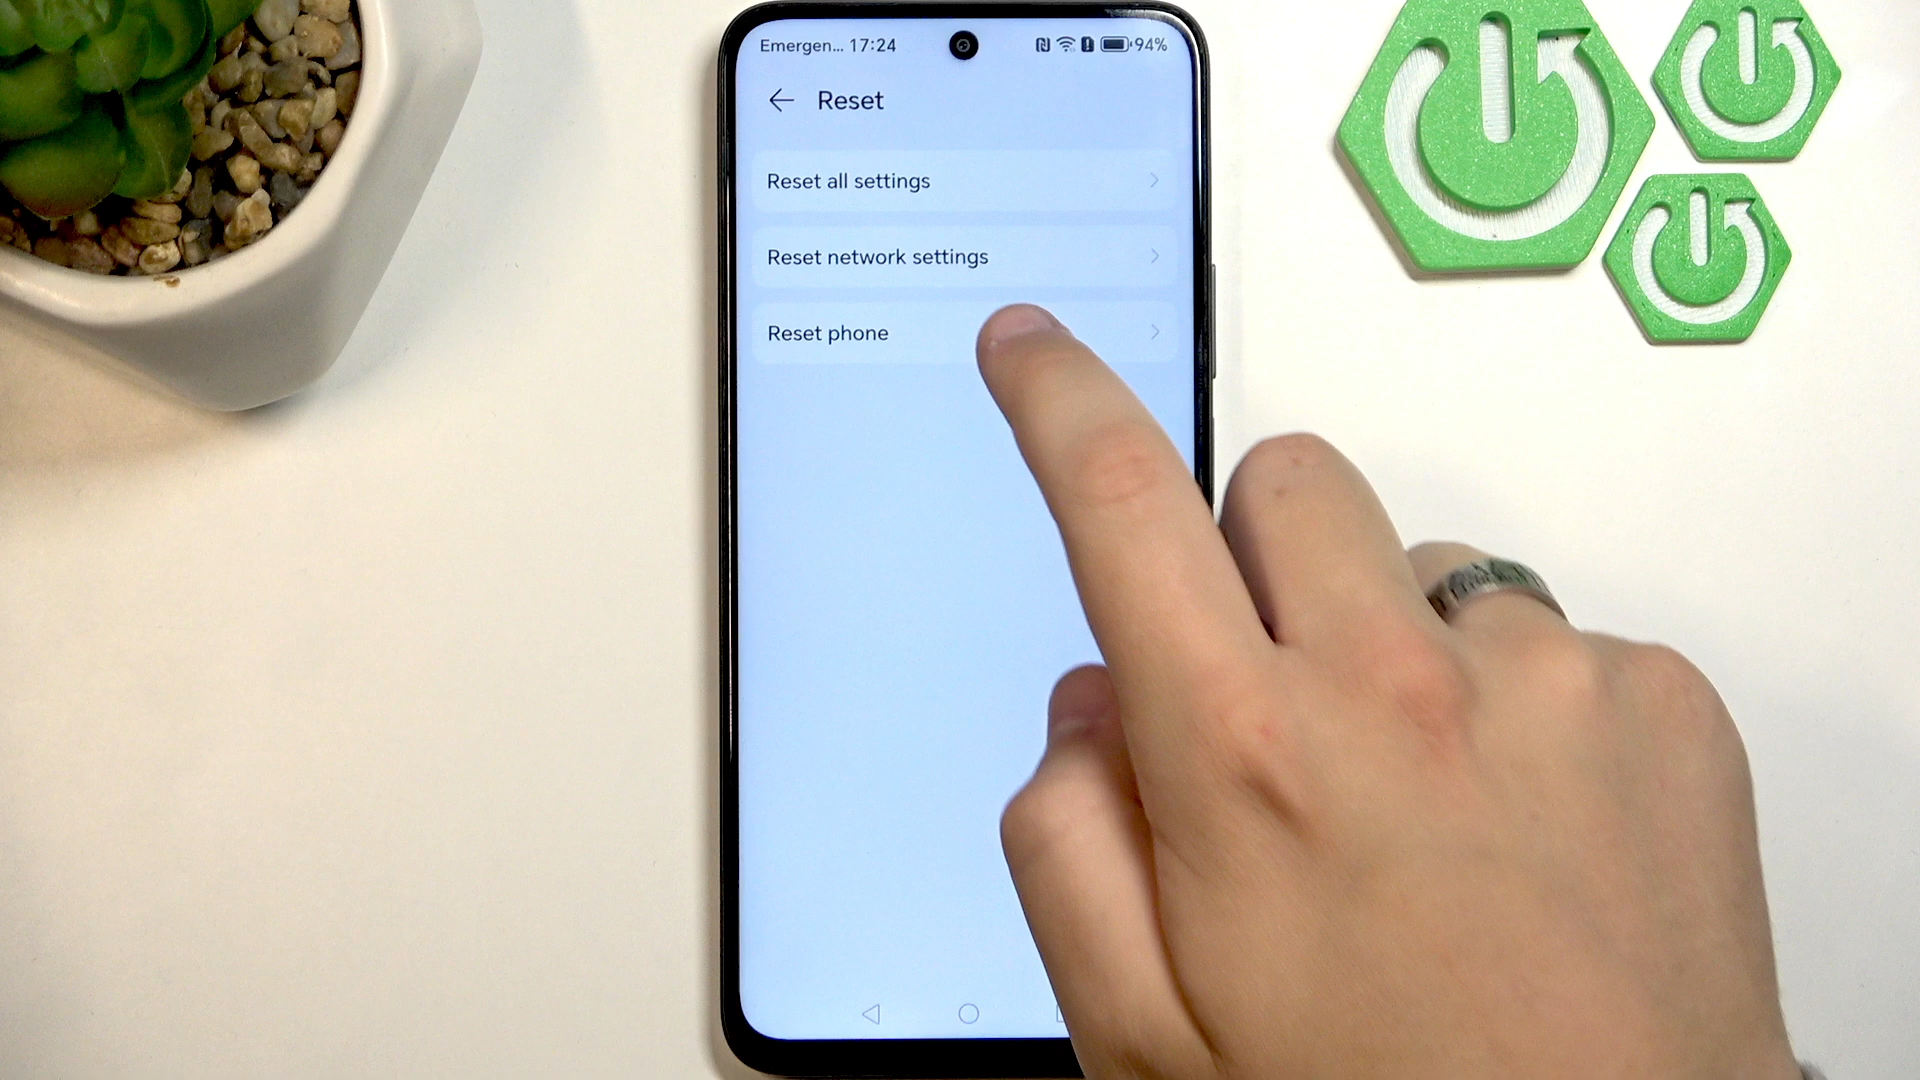 Emergen... 17:24 94%
Reset
Reset all settings
Reset network settings
Reset phone